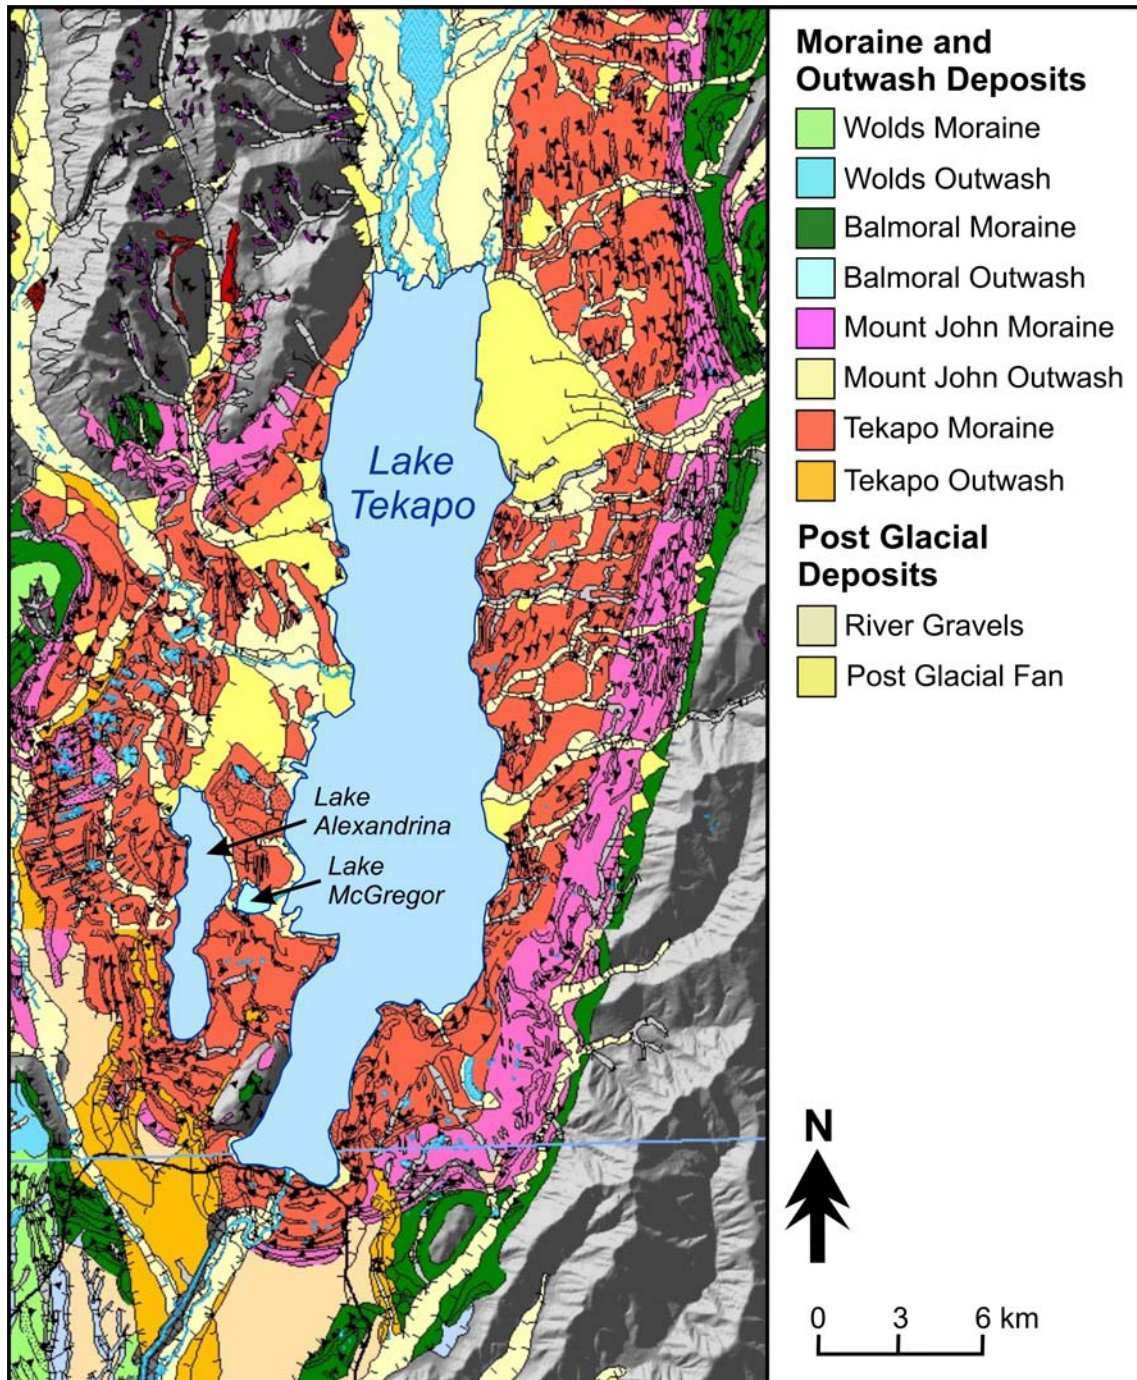 Moraine and
Outwash Deposits
Wolds Moraine
Wolds Outwash
Balmoral Moraine
Balmoral Outwash
Mount John Moraine
Mount John Outwash
Tekapo Moraine
Tekapo Outwash
Post Glacial
Deposits
River Gravels
Post Glacial Fan
Lake
Tekapo
Lake
Alexandrina
Lake
McGregor
N
0 3 6 km